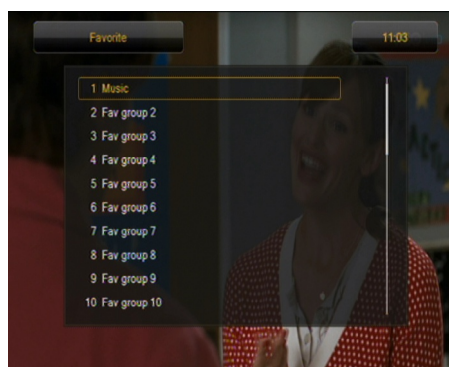 Favorite
11:03
1 Music
2 Fav group 2
3 Fav group 3
4 Fav group 4
5 Fav group 5
6 Fav group 6
7 Fav group 7
8 Fav group 8
9 Fav group 9
10 Fav group 10